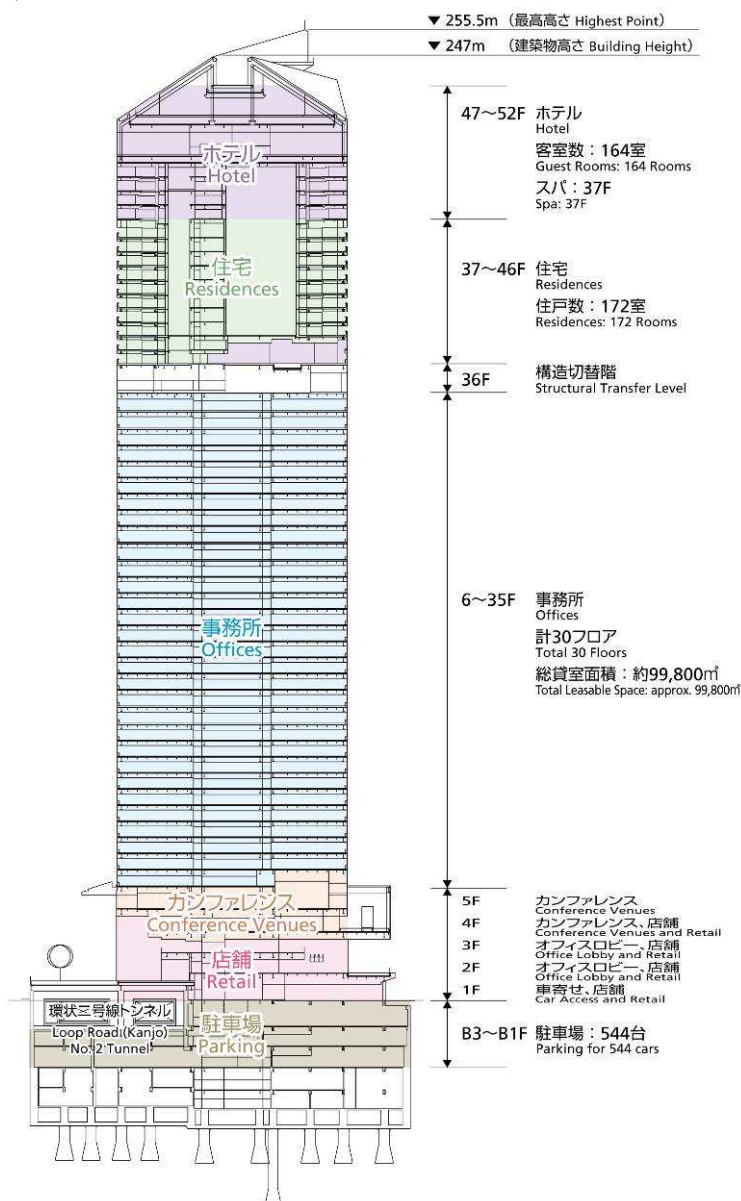 ▼ 255.5m（最高高さ Highest Point）
▼ 247m（建築物高さ Building Height）
47〜52F ホテル
Hotel
客室数：164室
Guest Rooms: 164 Rooms
スパ：37F
Spa: 37F
ホテル
Hotel
37〜46F 住宅
Residences
住戸数：172室
Residences: 172 Rooms
住宅
Residences
36F 構造切替階
Structural Transfer Level
6〜35F 事務所
Offices
計30フロア
Total 30 Floors
総貸室面積：約99,800㎡
Total Leasable Space: approx. 99,800㎡
事務所
Offices
5F カンファレンス
Conference Venues
4F カンファレンス、店舗
Conference Venues and Retail
3F オフィスロビー、店舗
Office Lobby and Retail
2F オフィスロビー、店舗
Office Lobby and Retail
1F 車寄せ、店舗
Car Access and Retail
カンファレンス
Conference Venues
店舗
Retail
環状二号線トンネル
Loop Road(Kanjo)
No. 2 Tunnel
駐車場
Parking
B3〜B1F 駐車場：544台
Parking for 544 cars